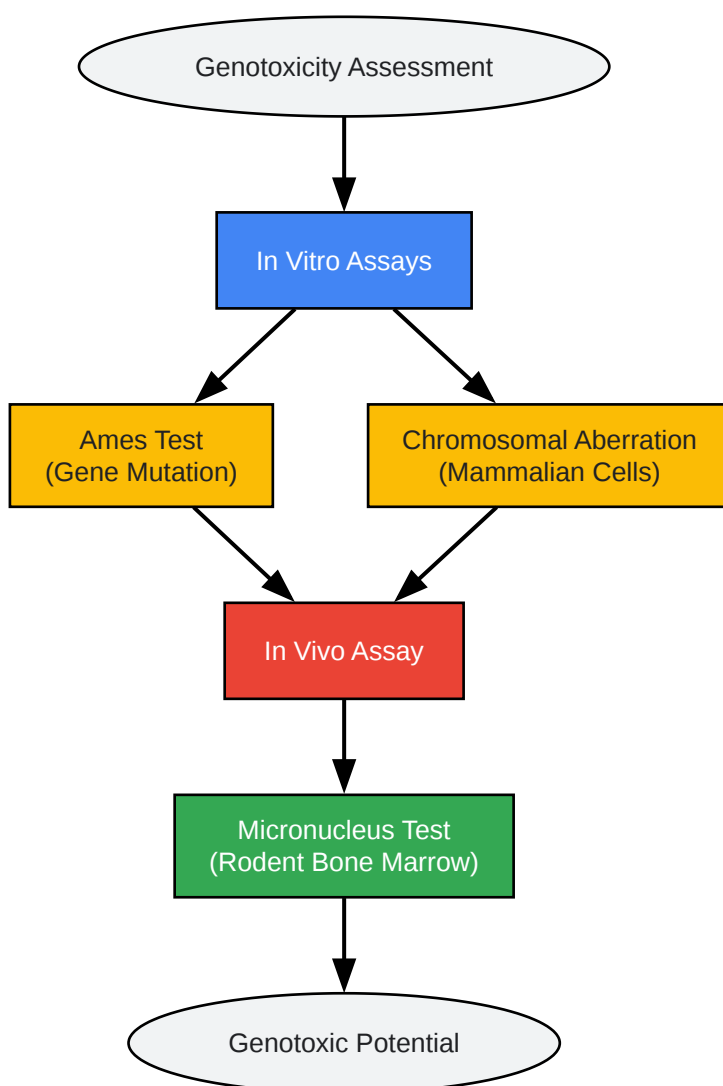 Genotoxicity Assessment
In Vitro Assays
Ames Test
(Gene Mutation)
Chromosomal Aberration
(Mammalian Cells)
In Vivo Assay
Micronucleus Test
(Rodent Bone Marrow)
Genotoxic Potential